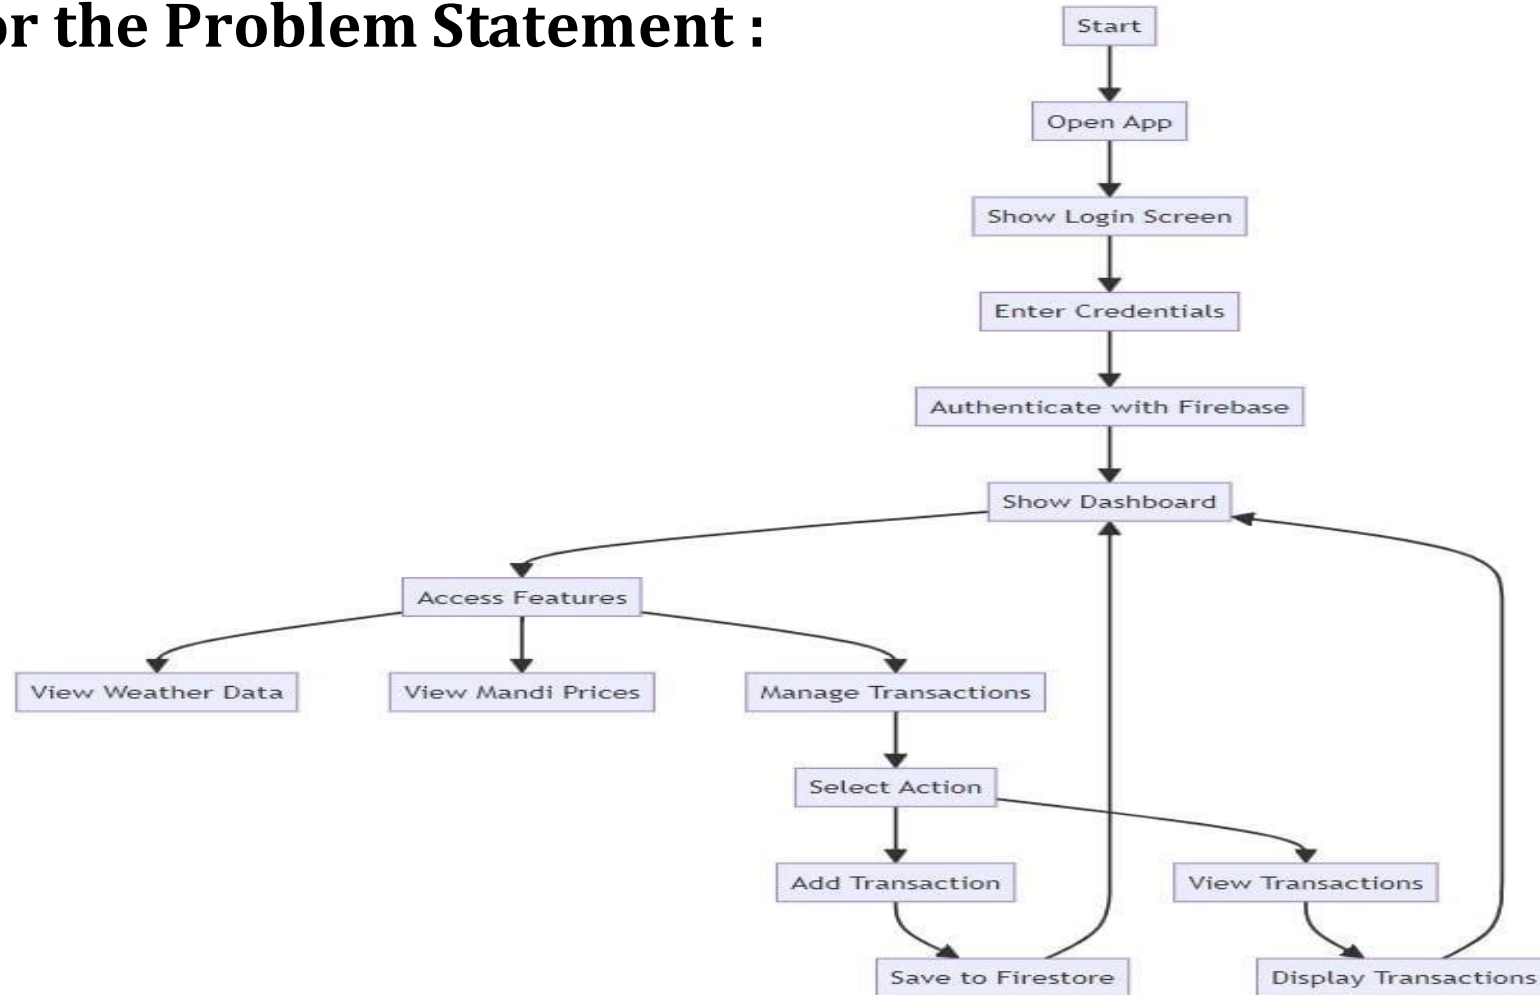 or the Problem Statement :
Start
Open App
Show Login Screen
Enter Credentials
Authenticate with Firebase
Show Dashboard
Access Features
View Weather Data
View Mandi Prices
Manage Transactions
Select Action
Add Transaction
View Transactions
Save to Firestore
Display Transactions